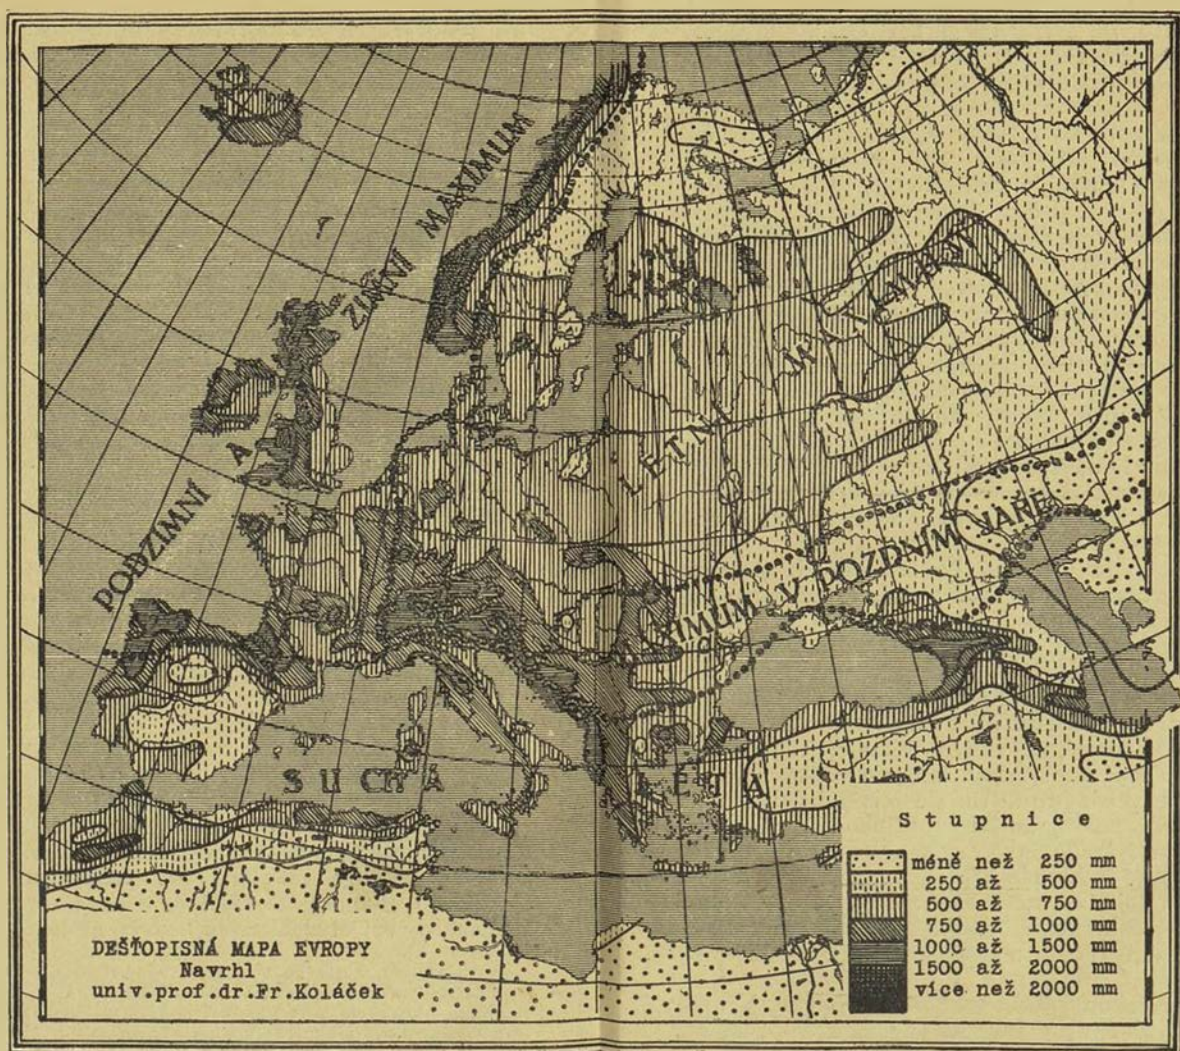 PODZIMNÍ A ZIMNÍ MAXIMUM
LETNÍ MAXIMUM
MAXIMUM V POZDNÍM JAŘE
SUCHÁ LÉTA
Stupnice
méně než 250 mm
250 až 500 mm
500 až 750 mm
750 až 1000 mm
1000 až 1500 mm
1500 až 2000 mm
více než 2000 mm
DEŠŤOPISNÁ MAPA EVROPY
Navrhl
univ.prof.dr.Fr.Koláček